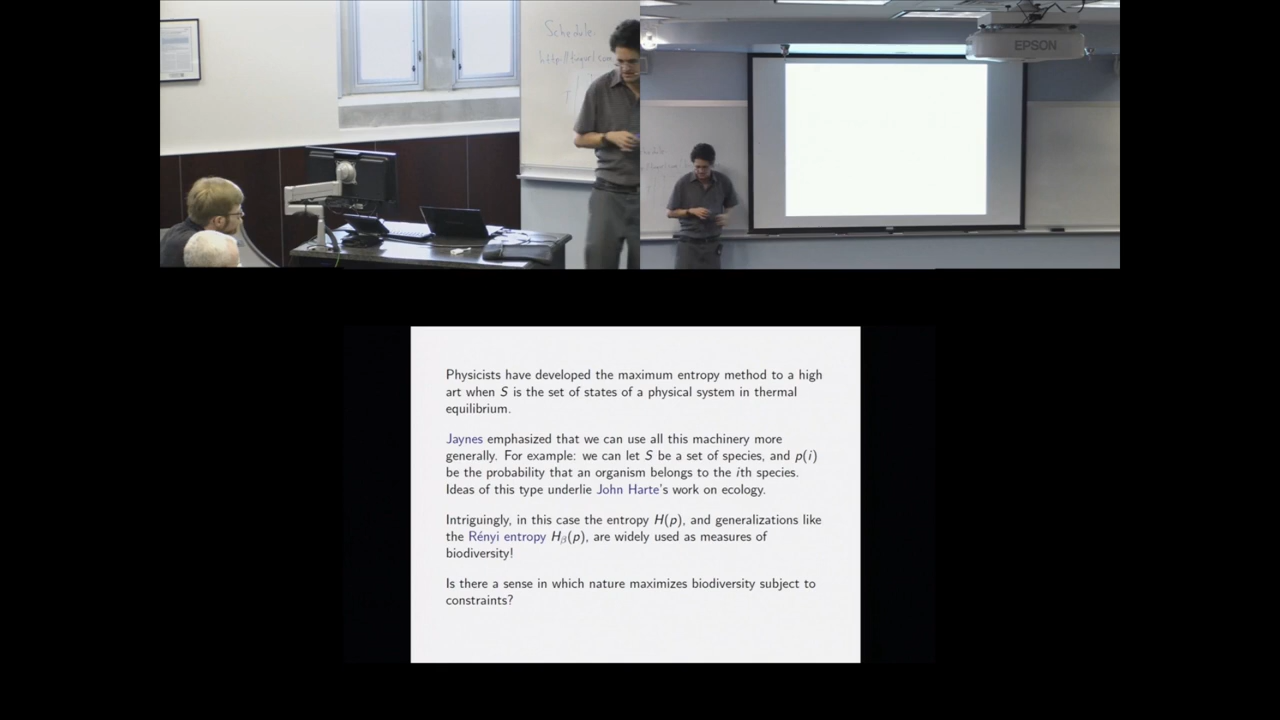 Schedule:
EPSON
Physicists have developed the maximum entropy method to a high
art when S is the set of states of a physical system in thermal
equilibrium.
Jaynes emphasized that we can use all this machinery more
generally. For example: we can let S be a set of species, and p(i)
be the probability that an organism belongs to the ith species.
Ideas of this type underlie John Harte's work on ecology.
Intriguingly, in this case the entropy H(p), and generalizations like
the Rényi entropy Hβ(p), are widely used as measures of
biodiversity!
Is there a sense in which nature maximizes biodiversity subject to
constraints?